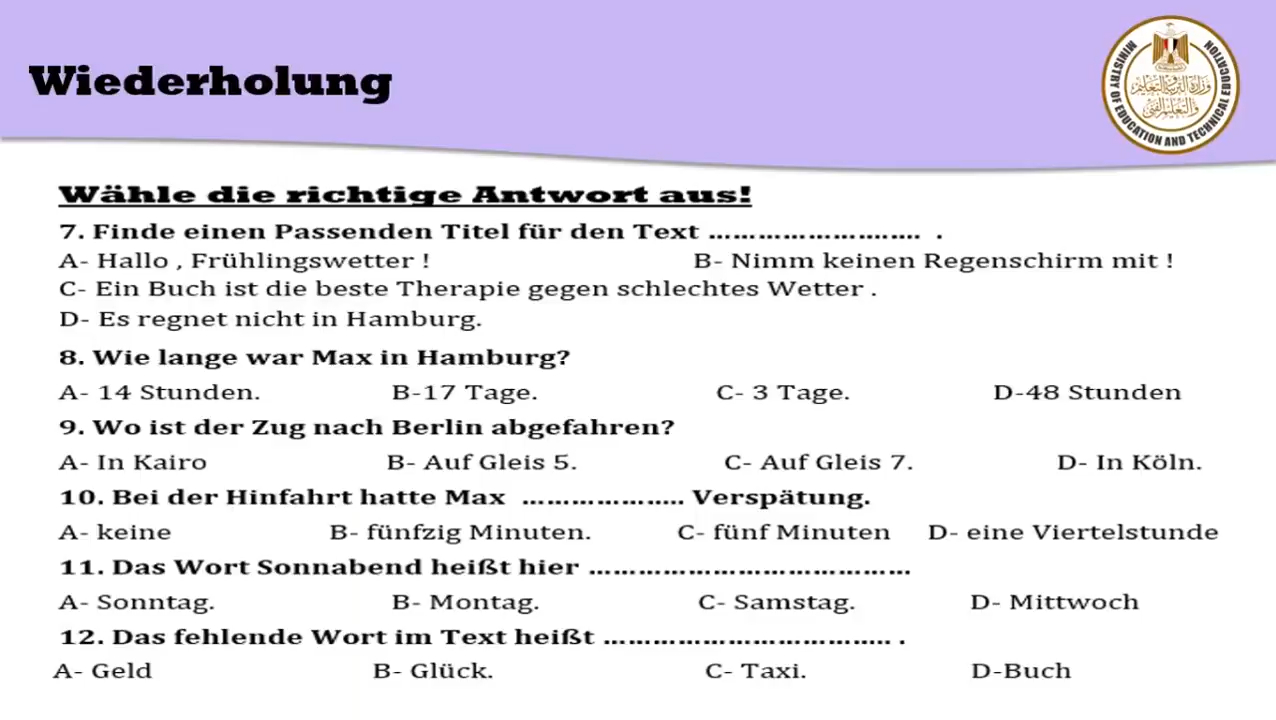 Wiederholung
MINISTRY OF EDUCATION AND TECHNICAL EDUCATION
وزارة التربية والتعليم
والتعليم الفني
Wähle die richtige Antwort aus!
7. Finde einen Passenden Titel für den Text ………………….…… .
A- Hallo , Frühlingswetter ! B- Nimm keinen Regenschirm mit !
C- Ein Buch ist die beste Therapie gegen schlechtes Wetter .
D- Es regnet nicht in Hamburg.
8. Wie lange war Max in Hamburg?
A- 14 Stunden. B-17 Tage. C- 3 Tage. D-48 Stunden
9. Wo ist der Zug nach Berlin abgefahren?
A- In Kairo B- Auf Gleis 5. C- Auf Gleis 7. D- In Köln.
10. Bei der Hinfahrt hatte Max ……………….. Verspätung.
A- keine B- fünfzig Minuten. C- fünf Minuten D- eine Viertelstunde
11. Das Wort Sonnabend heißt hier …………………………………
A- Sonntag. B- Montag. C- Samstag. D- Mittwoch
12. Das fehlende Wort im Text heißt …………………………….. .
A- Geld B- Glück. C- Taxi. D-Buch